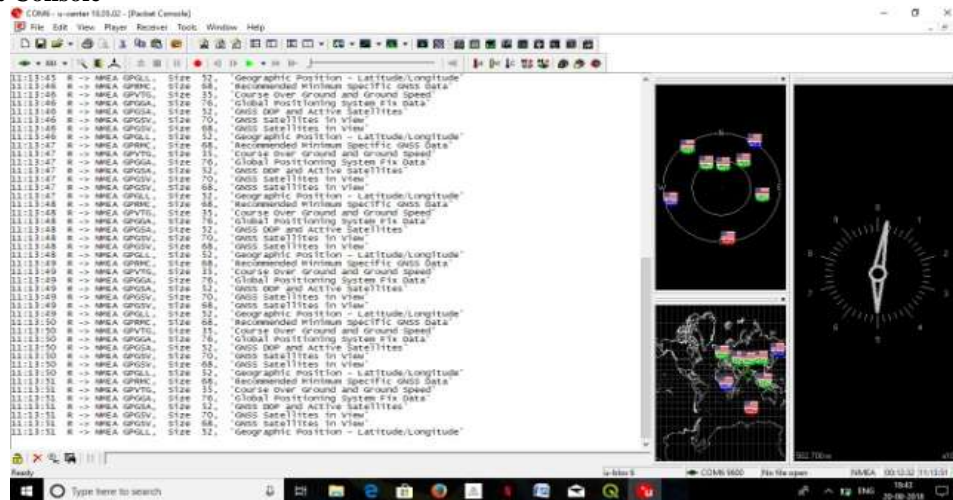 Console
COM6 - u-center 18.05.02 - [Packet Console]
File Edit View Player Receiver Tools Window Help
11:13:45 R -> NMEA GPGLL, Size 52, 'Geographic Position - Latitude/Longitude'
11:13:46 R -> NMEA GPRMC, Size 68, 'Recommended Minimum Specific GNSS Data'
11:13:46 R -> NMEA GPVTG, Size 35, 'Course Over Ground and Ground Speed'
11:13:46 R -> NMEA GPGGA, Size 76, 'Global Positioning System Fix Data'
11:13:46 R -> NMEA GPGSA, Size 52, 'GNSS DOP and Active Satellites'
11:13:46 R -> NMEA GPGSV, Size 70, 'GNSS Satellites in View'
11:13:46 R -> NMEA GPGSV, Size 68, 'GNSS Satellites in View'
11:13:46 R -> NMEA GPGLL, Size 52, 'Geographic Position - Latitude/Longitude'
11:13:47 R -> NMEA GPRMC, Size 68, 'Recommended Minimum Specific GNSS Data'
11:13:47 R -> NMEA GPVTG, Size 35, 'Course Over Ground and Ground Speed'
11:13:47 R -> NMEA GPGGA, Size 76, 'Global Positioning System Fix Data'
11:13:47 R -> NMEA GPGSA, Size 52, 'GNSS DOP and Active Satellites'
11:13:47 R -> NMEA GPGSV, Size 70, 'GNSS Satellites in View'
11:13:47 R -> NMEA GPGSV, Size 68, 'GNSS Satellites in View'
11:13:47 R -> NMEA GPGLL, Size 52, 'Geographic Position - Latitude/Longitude'
11:13:48 R -> NMEA GPRMC, Size 68, 'Recommended Minimum Specific GNSS Data'
11:13:48 R -> NMEA GPVTG, Size 35, 'Course Over Ground and Ground Speed'
11:13:48 R -> NMEA GPGGA, Size 76, 'Global Positioning System Fix Data'
11:13:48 R -> NMEA GPGSA, Size 52, 'GNSS DOP and Active Satellites'
11:13:48 R -> NMEA GPGSV, Size 70, 'GNSS Satellites in View'
11:13:48 R -> NMEA GPGSV, Size 68, 'GNSS Satellites in View'
11:13:48 R -> NMEA GPGLL, Size 52, 'Geographic Position - Latitude/Longitude'
11:13:49 R -> NMEA GPRMC, Size 68, 'Recommended Minimum Specific GNSS Data'
11:13:49 R -> NMEA GPVTG, Size 35, 'Course Over Ground and Ground Speed'
11:13:49 R -> NMEA GPGGA, Size 76, 'Global Positioning System Fix Data'
11:13:49 R -> NMEA GPGSA, Size 52, 'GNSS DOP and Active Satellites'
11:13:49 R -> NMEA GPGSV, Size 70, 'GNSS Satellites in View'
11:13:49 R -> NMEA GPGSV, Size 68, 'GNSS Satellites in View'
11:13:49 R -> NMEA GPGLL, Size 52, 'Geographic Position - Latitude/Longitude'
11:13:50 R -> NMEA GPRMC, Size 68, 'Recommended Minimum Specific GNSS Data'
11:13:50 R -> NMEA GPVTG, Size 35, 'Course Over Ground and Ground Speed'
11:13:50 R -> NMEA GPGGA, Size 76, 'Global Positioning System Fix Data'
11:13:50 R -> NMEA GPGSA, Size 52, 'GNSS DOP and Active Satellites'
11:13:50 R -> NMEA GPGSV, Size 70, 'GNSS Satellites in View'
11:13:50 R -> NMEA GPGSV, Size 68, 'GNSS Satellites in View'
11:13:50 R -> NMEA GPGLL, Size 52, 'Geographic Position - Latitude/Longitude'
11:13:51 R -> NMEA GPRMC, Size 68, 'Recommended Minimum Specific GNSS Data'
11:13:51 R -> NMEA GPVTG, Size 35, 'Course Over Ground and Ground Speed'
11:13:51 R -> NMEA GPGGA, Size 76, 'Global Positioning System Fix Data'
11:13:51 R -> NMEA GPGSA, Size 52, 'GNSS DOP and Active Satellites'
11:13:51 R -> NMEA GPGSV, Size 70, 'GNSS Satellites in View'
11:13:51 R -> NMEA GPGSV, Size 68, 'GNSS Satellites in View'
11:13:51 R -> NMEA GPGLL, Size 52, 'Geographic Position - Latitude/Longitude'
N
W
E
0
1
2
3
4
5
6
7
8
9
Ready
u-blox 6 COM6 9600 No file open NMEA 00:12:32 11:13:51
Type here to search
ENG
16:43
20-08-2018